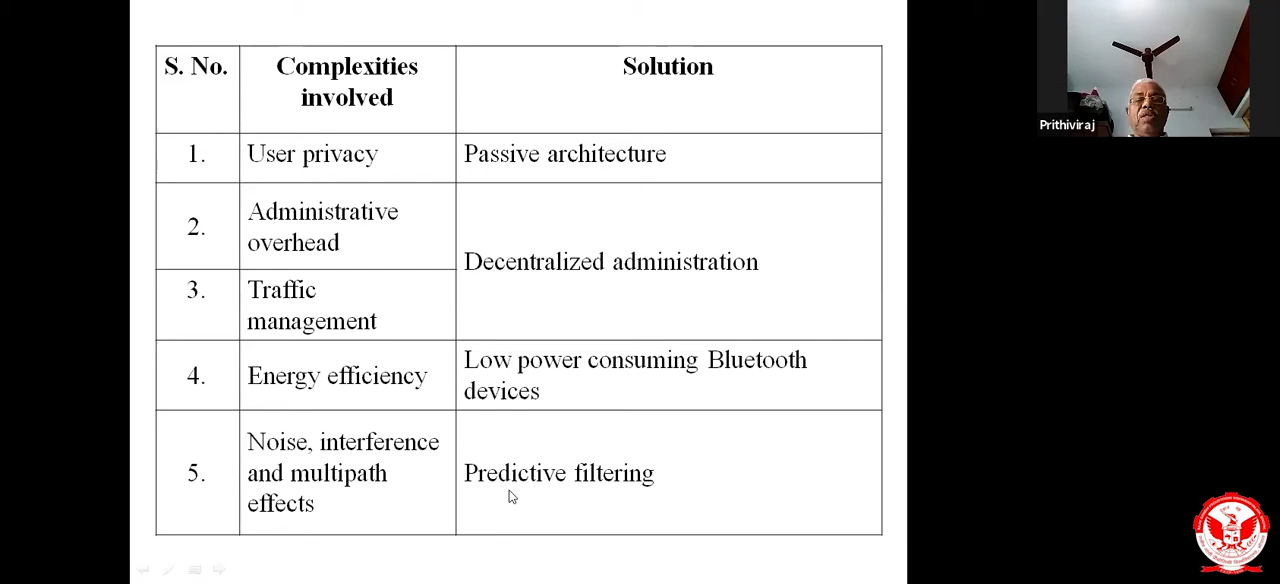 S. No.
Complexities
involved
Solution
1.
User privacy
Passive architecture
2.
Administrative
overhead
Decentralized administration
3.
Traffic
management
4.
Energy efficiency
Low power consuming Bluetooth
devices
5.
Noise, interference
and multipath
effects
Predictive filtering
Prithiviraj